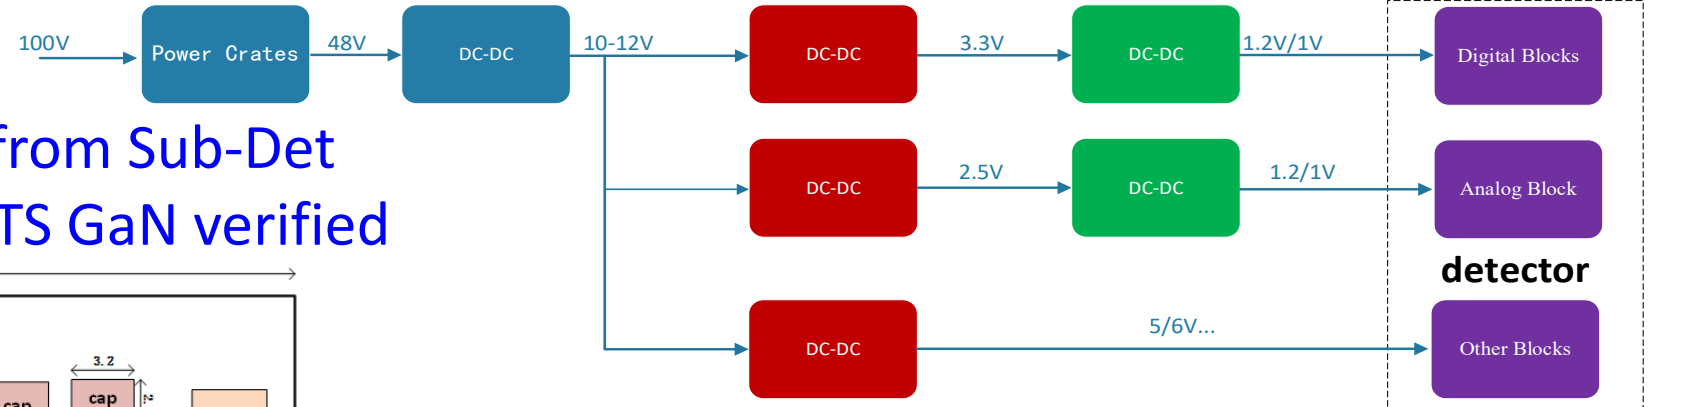 100V
Power Crates
48V
DC-DC
10-12V
DC-DC
3.3V
DC-DC
1.2V/1V
Digital Blocks
from Sub-Det
TS GaN verified
DC-DC
2.5V
DC-DC
1.2/1V
Analog Block
detector
DC-DC
5/6V...
Other Blocks
3.2
cap
cap